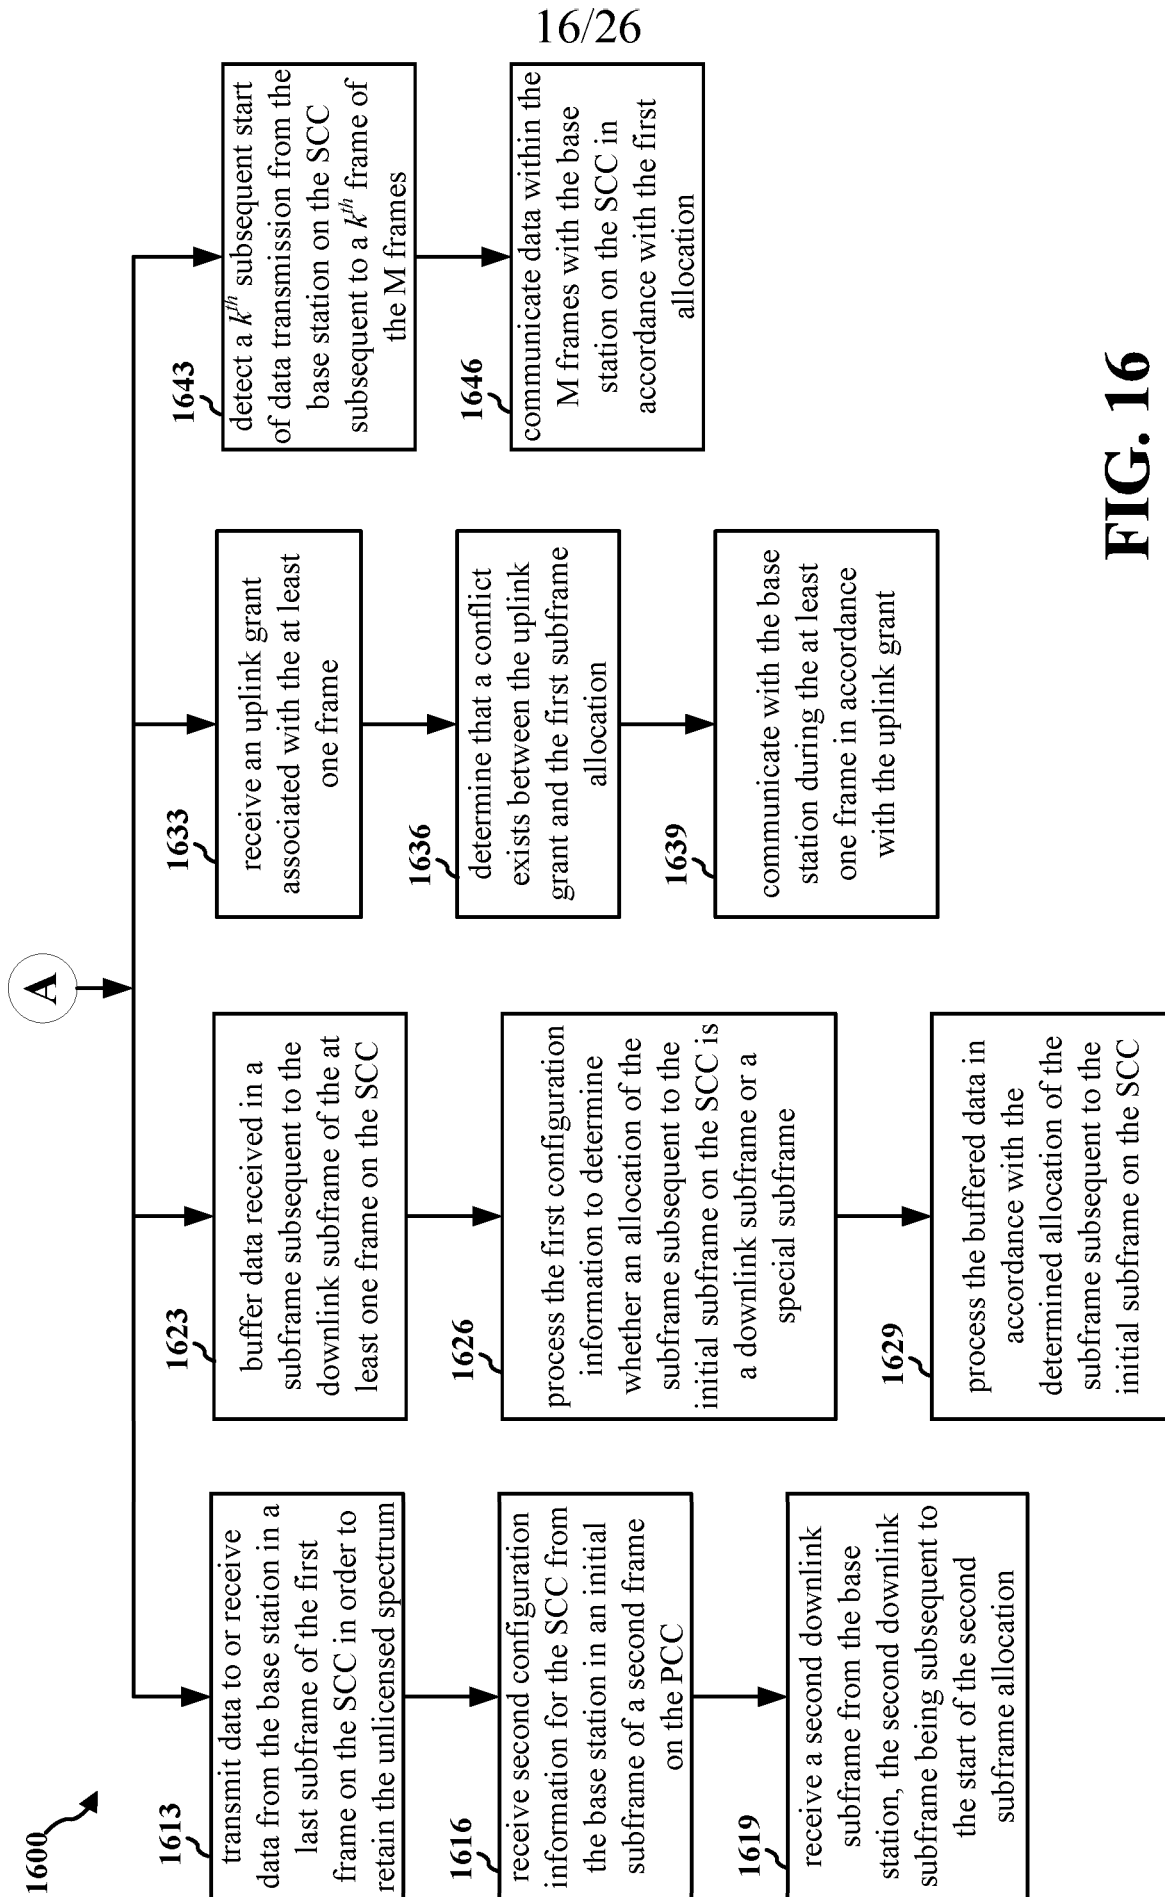 16/26
1600
A
1613
transmit data to or receive
data from the base station in a
last subframe of the first
frame on the SCC in order to
retain the unlicensed spectrum
1616
receive second configuration
information for the SCC from
the base station in an initial
subframe of a second frame
on the PCC
1619
receive a second downlink
subframe from the base
station, the second downlink
subframe being subsequent to
the start of the second
subframe allocation
1623
buffer data received in a
subframe subsequent to the
downlink subframe of the at
least one frame on the SCC
1626
process the first configuration
information to determine
whether an allocation of the
subframe subsequent to the
initial subframe on the SCC is
a downlink subframe or a
special subframe
1629
process the buffered data in
accordance with the
determined allocation of the
subframe subsequent to the
initial subframe on the SCC
1633
receive an uplink grant
associated with the at least
one frame
1636
determine that a conflict
exists between the uplink
grant and the first subframe
allocation
1639
communicate with the base
station during the at least
one frame in accordance
with the uplink grant
1643
detect a kth subsequent start
of data transmission from the
base station on the SCC
subsequent to a kth frame of
the M frames
1646
communicate data within the
M frames with the base
station on the SCC in
accordance with the first
allocation
FIG. 16